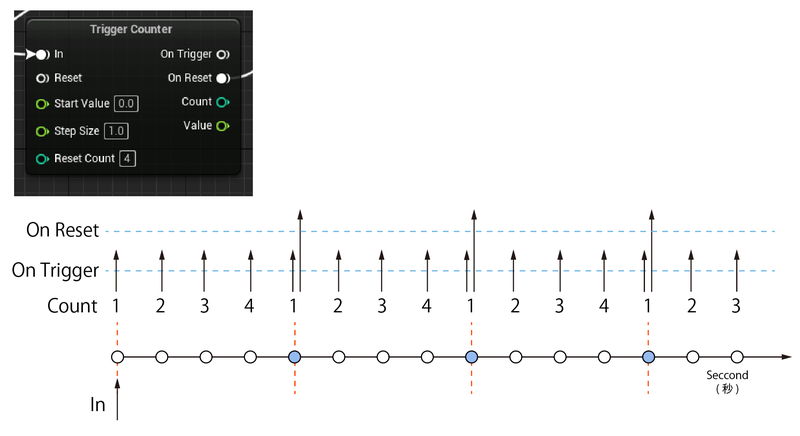 Trigger Counter
In On Trigger
Reset On Reset
Start Value 0.0 Count
Step Size 1.0 Value
Reset Count 4
On Reset
On Trigger
Count 1 2 3 4 1 2 3 4 1 2 3 4 1 2 3
Seccond
(秒)
In